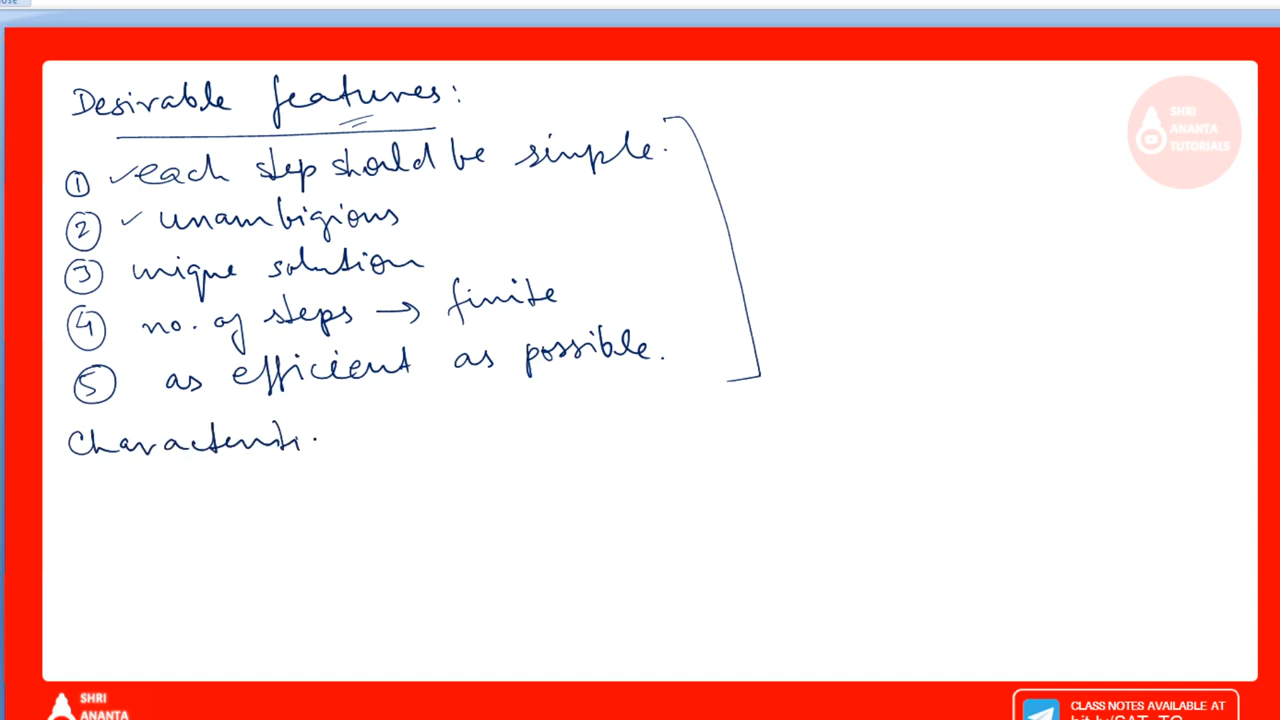 Desirable features:
① each step should be simple.
② unambigious
③ unique solution
④ no. of steps → finite
⑤ as efficient as possible.
Characteristi
SHRI
ANANTA
TUTORIALS
SHRI
ANANTA
CLASS NOTES AVAILABLE AT